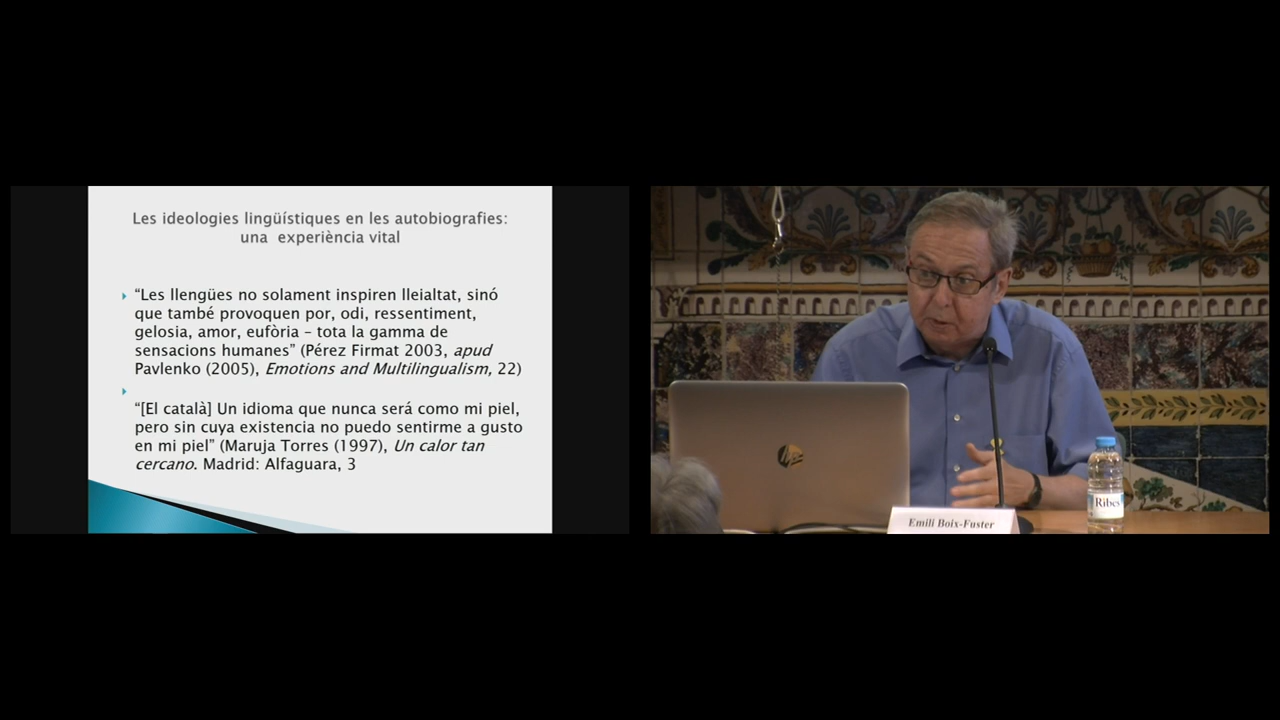 Les ideologies lingüístiques en les autobiografies:
una experiència vital
“Les llengües no solament inspiren lleialtat, sinó
que també provoquen por, odi, ressentiment,
gelosia, amor, eufòria – tota la gamma de
sensacions humanes” (Pérez Firmat 2003, apud
Pavlenko (2005), Emotions and Multilingualism, 22)
“[El català] Un idioma que nunca será como mi piel,
pero sin cuya existencia no puedo sentirme a gusto
en mi piel” (Maruja Torres (1997), Un calor tan
cercano. Madrid: Alfaguara, 3
hp
Emili Boix-Fuster
Ribes